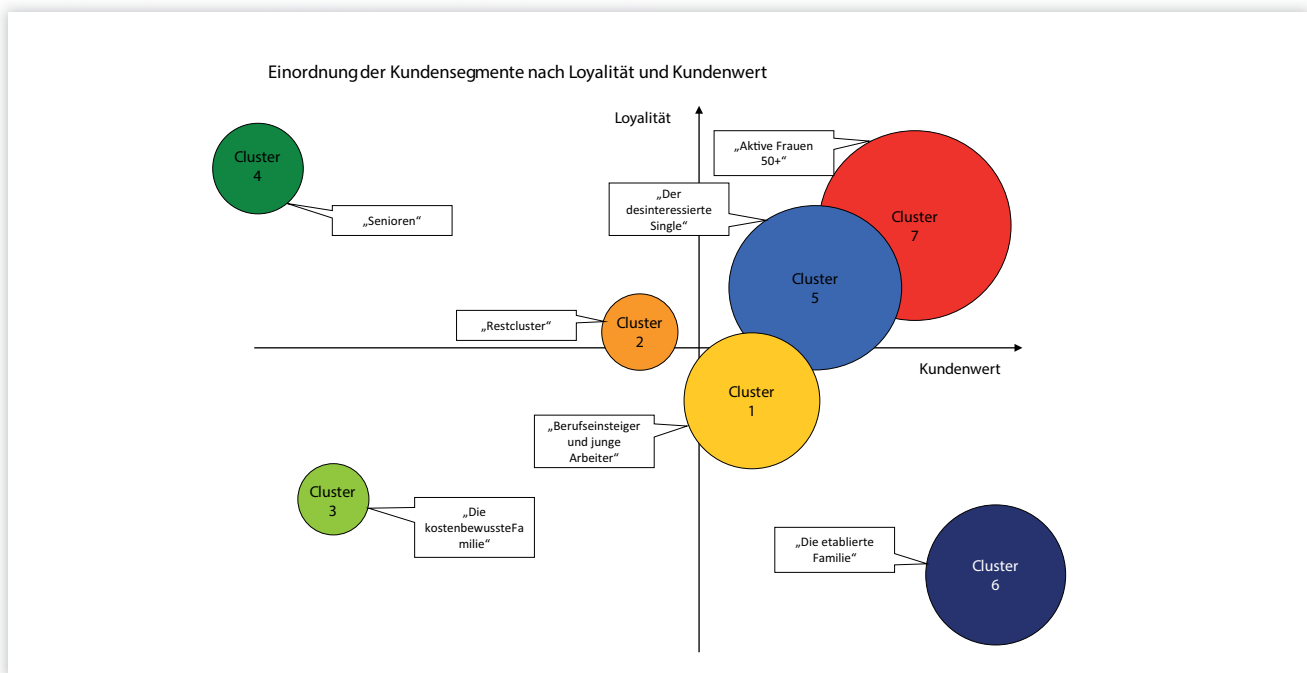 Einordnung der Kundensegmente nach Loyalität und Kundenwert
Loyalität
„Aktive Frauen
50+“
Cluster
4
„Der
desinteressierte
Single“
„Senioren“
Cluster
7
Cluster
5
„Restcluster“
Cluster
2
Kundenwert
Cluster
1
„Berufseinsteiger
und junge
Arbeiter“
Cluster
3
„Die
kostenbewussteFa
milie“
„Die etablierte
Familie“
Cluster
6